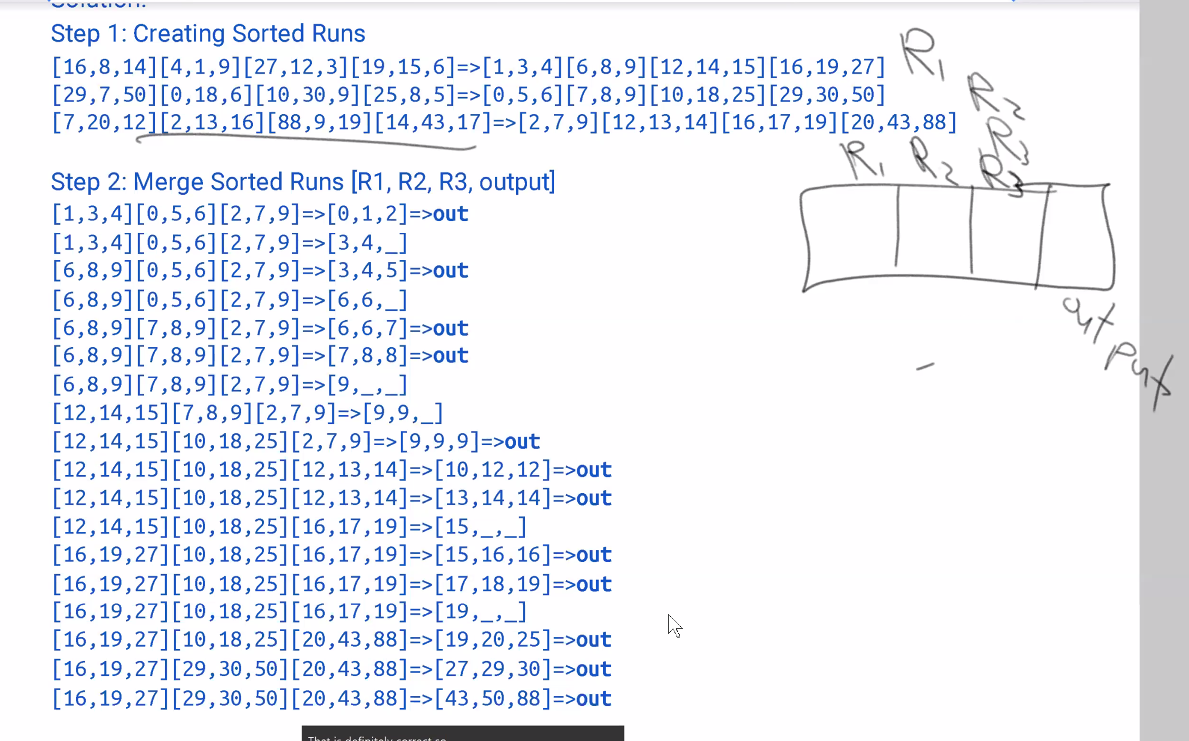 Solution:
Step 1: Creating Sorted Runs
[16,8,14][4,1,9][27,12,3][19,15,6]=>[1,3,4][6,8,9][12,14,15][16,19,27] R1
[29,7,50][0,18,6][10,30,9][25,8,5]=>[0,5,6][7,8,9][10,18,25][29,30,50] R2
[7,20,12][2,13,16][88,9,19][14,43,17]=>[2,7,9][12,13,14][16,17,19][20,43,88] R3
R1 R2 R3
Step 2: Merge Sorted Runs [R1, R2, R3, output]
[1,3,4][0,5,6][2,7,9]=>[0,1,2]=>out
[1,3,4][0,5,6][2,7,9]=>[3,4,_]
[6,8,9][0,5,6][2,7,9]=>[3,4,5]=>out
[6,8,9][0,5,6][2,7,9]=>[6,6,_]
[6,8,9][7,8,9][2,7,9]=>[6,6,7]=>out
[6,8,9][7,8,9][2,7,9]=>[7,8,8]=>out
[6,8,9][7,8,9][2,7,9]=>[9,_,_]
[12,14,15][7,8,9][2,7,9]=>[9,9,_]
[12,14,15][10,18,25][2,7,9]=>[9,9,9]=>out
[12,14,15][10,18,25][12,13,14]=>[10,12,12]=>out
[12,14,15][10,18,25][12,13,14]=>[13,14,14]=>out
[12,14,15][10,18,25][16,17,19]=>[15,_,_]
[16,19,27][10,18,25][16,17,19]=>[15,16,16]=>out
[16,19,27][10,18,25][16,17,19]=>[17,18,19]=>out
[16,19,27][10,18,25][16,17,19]=>[19,_,_]
[16,19,27][10,18,25][20,43,88]=>[19,20,25]=>out
[16,19,27][29,30,50][20,43,88]=>[27,29,30]=>out
[16,19,27][29,30,50][20,43,88]=>[43,50,88]=>out
out
put
That is definitely correct so